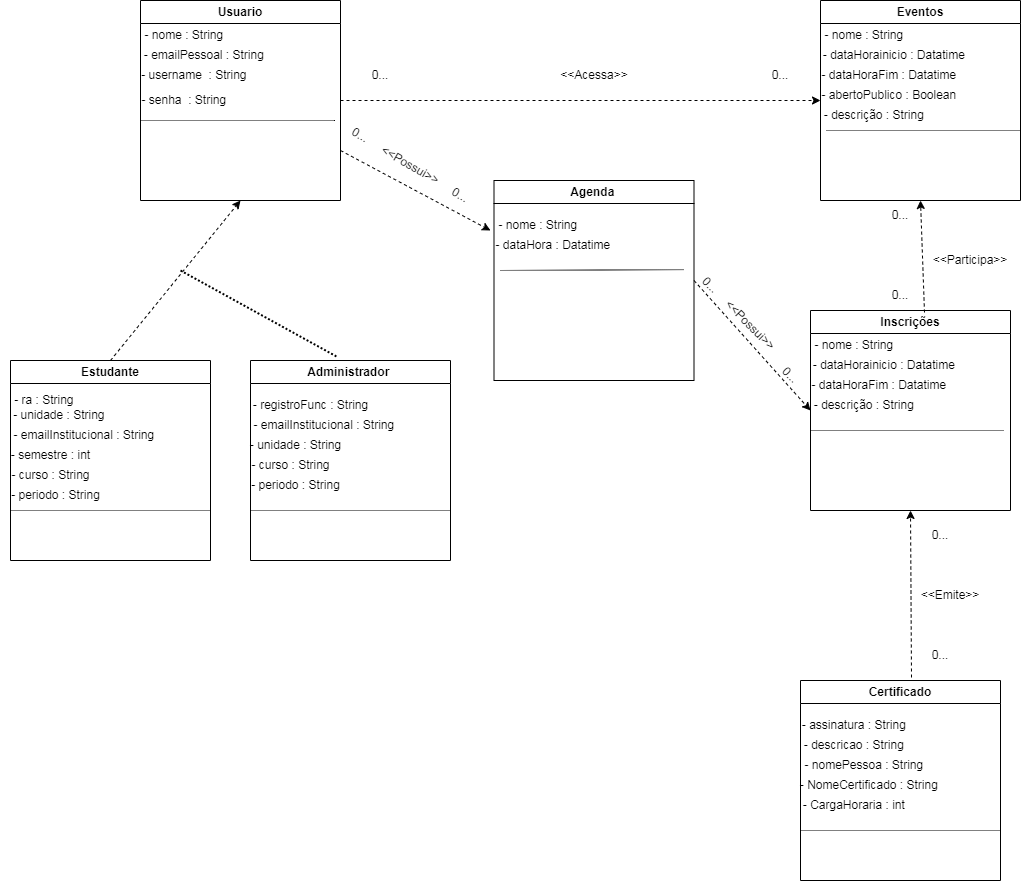 Usuario
- nome : String
- emailPessoal : String
- username  : String
- senha  : String
0...
<<Acessa>>
0...
Eventos
- nome : String
- dataHorainicio : Datatime
- dataHoraFim : Datatime
- abertoPublico : Boolean
- descrição : String
0...
<<Possui>>
0...
Agenda
- nome : String
- dataHora : Datatime
0...
<<Possui>>
0...
0...
<<Participa>>
0...
Inscrições
- nome : String
- dataHorainicio : Datatime
- dataHoraFim : Datatime
- descrição : String
Estudante
- ra : String
- unidade : String
- emailInstitucional : String
- semestre : int
- curso : String
- periodo : String
Administrador
- registroFunc : String
- emailInstitucional : String
- unidade : String
- curso : String
- periodo : String
0...
<<Emite>>
0...
Certificado
- assinatura : String
- descricao : String
- nomePessoa : String
- NomeCertificado : String
- CargaHoraria : int